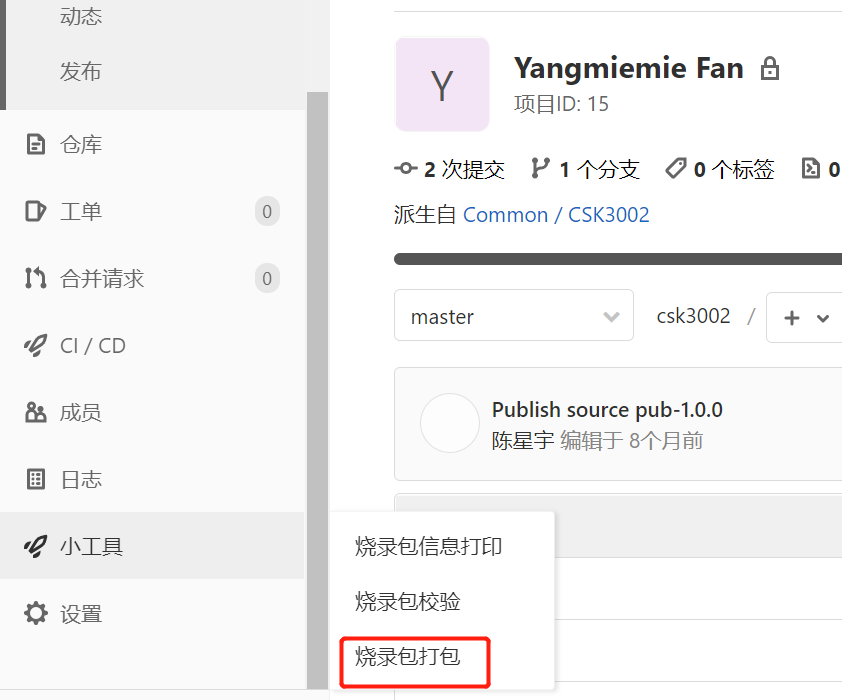 动态
发布
仓库
工单 0
合并请求 0
CI / CD
成员
日志
小工具
设置
Y
Yangmiemie Fan
项目ID: 15
2 次提交 1 个分支 0 个标签 0
派生自 Common / CSK3002
master
csk3002 /
Publish source pub-1.0.0
陈星宇 编辑于 8个月前
烧录包信息打印
烧录包校验
烧录包打包